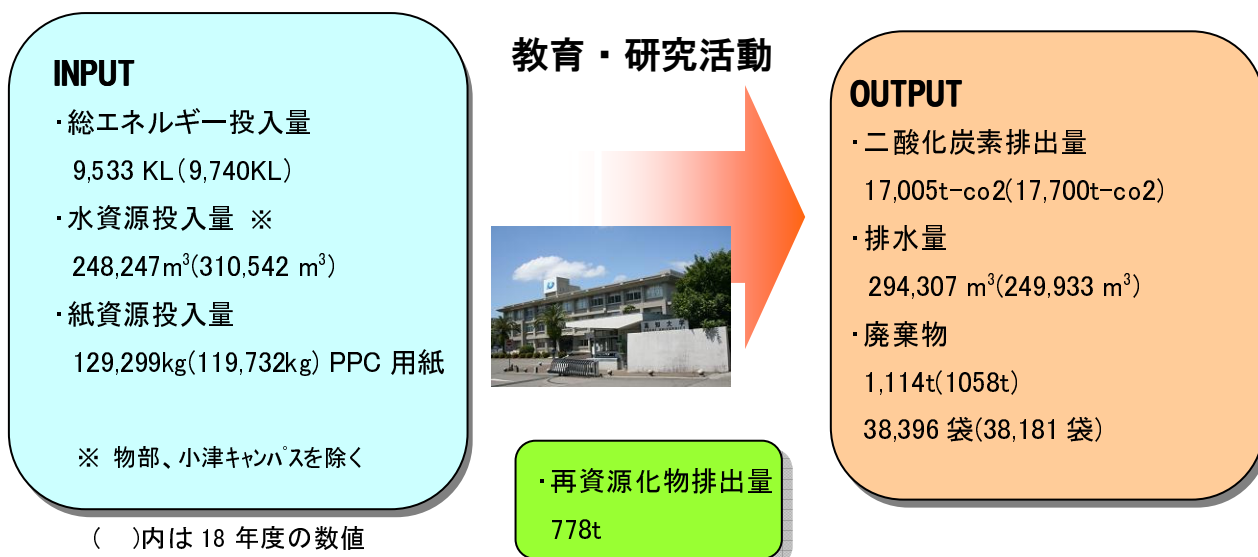 教育・研究活動
INPUT
・総エネルギー投入量
9,533 KL(9,740KL)
・水資源投入量 ※
248,247m³(310,542 m³)
・紙資源投入量
129,299kg(119,732kg) PPC 用紙
※ 物部、小津キャンパスを除く
( )内は 18 年度の数値
・再資源化物排出量
778t
OUTPUT
・二酸化炭素排出量
17,005t-co2(17,700t-co2)
・排水量
294,307 m³(249,933 m³)
・廃棄物
1,114t(1058t)
38,396 袋(38,181 袋)